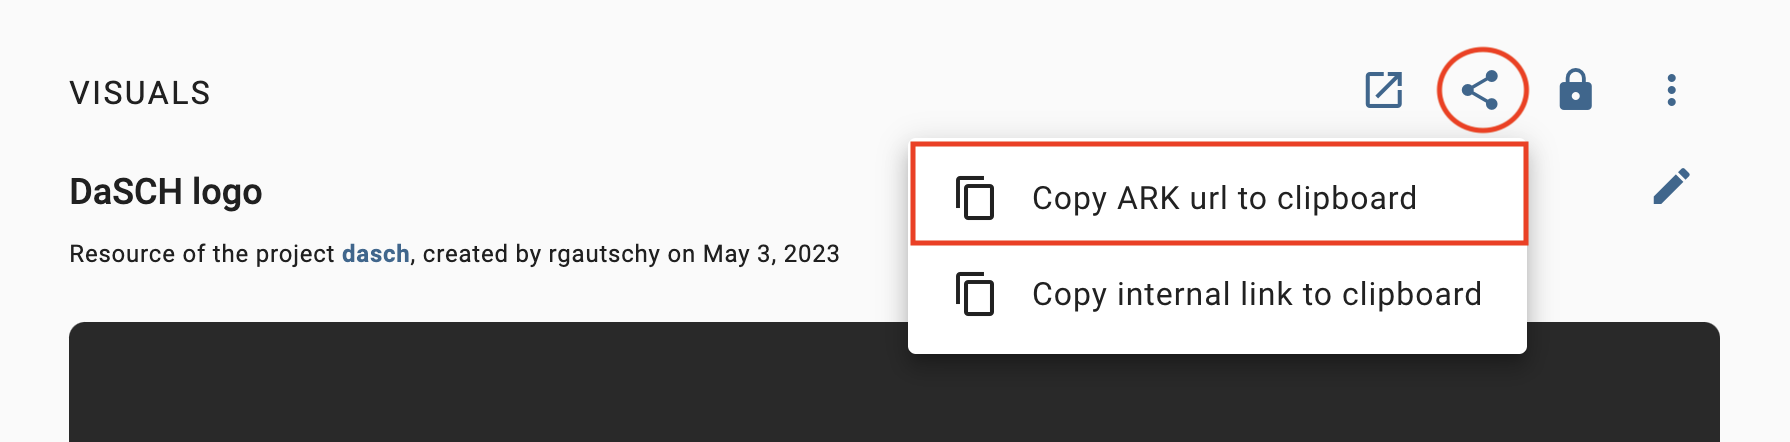 VISUALS
DaSCH logo
Resource of the project dasch, created by rgautschy on May 3, 2023
Copy ARK url to clipboard
Copy internal link to clipboard